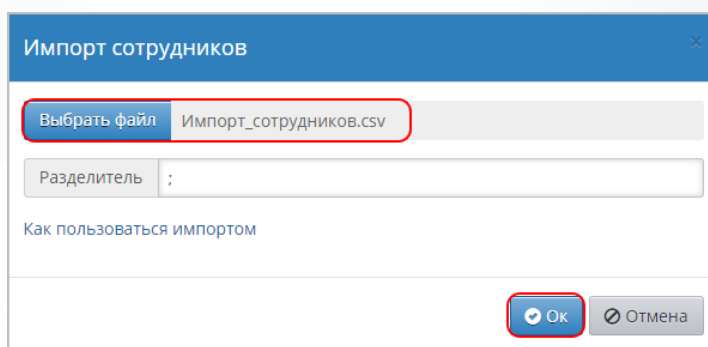 Импорт сотрудников
Выбрать файл Импорт_сотрудников.csv
Разделитель ;
Как пользоваться импортом
Ок Отмена